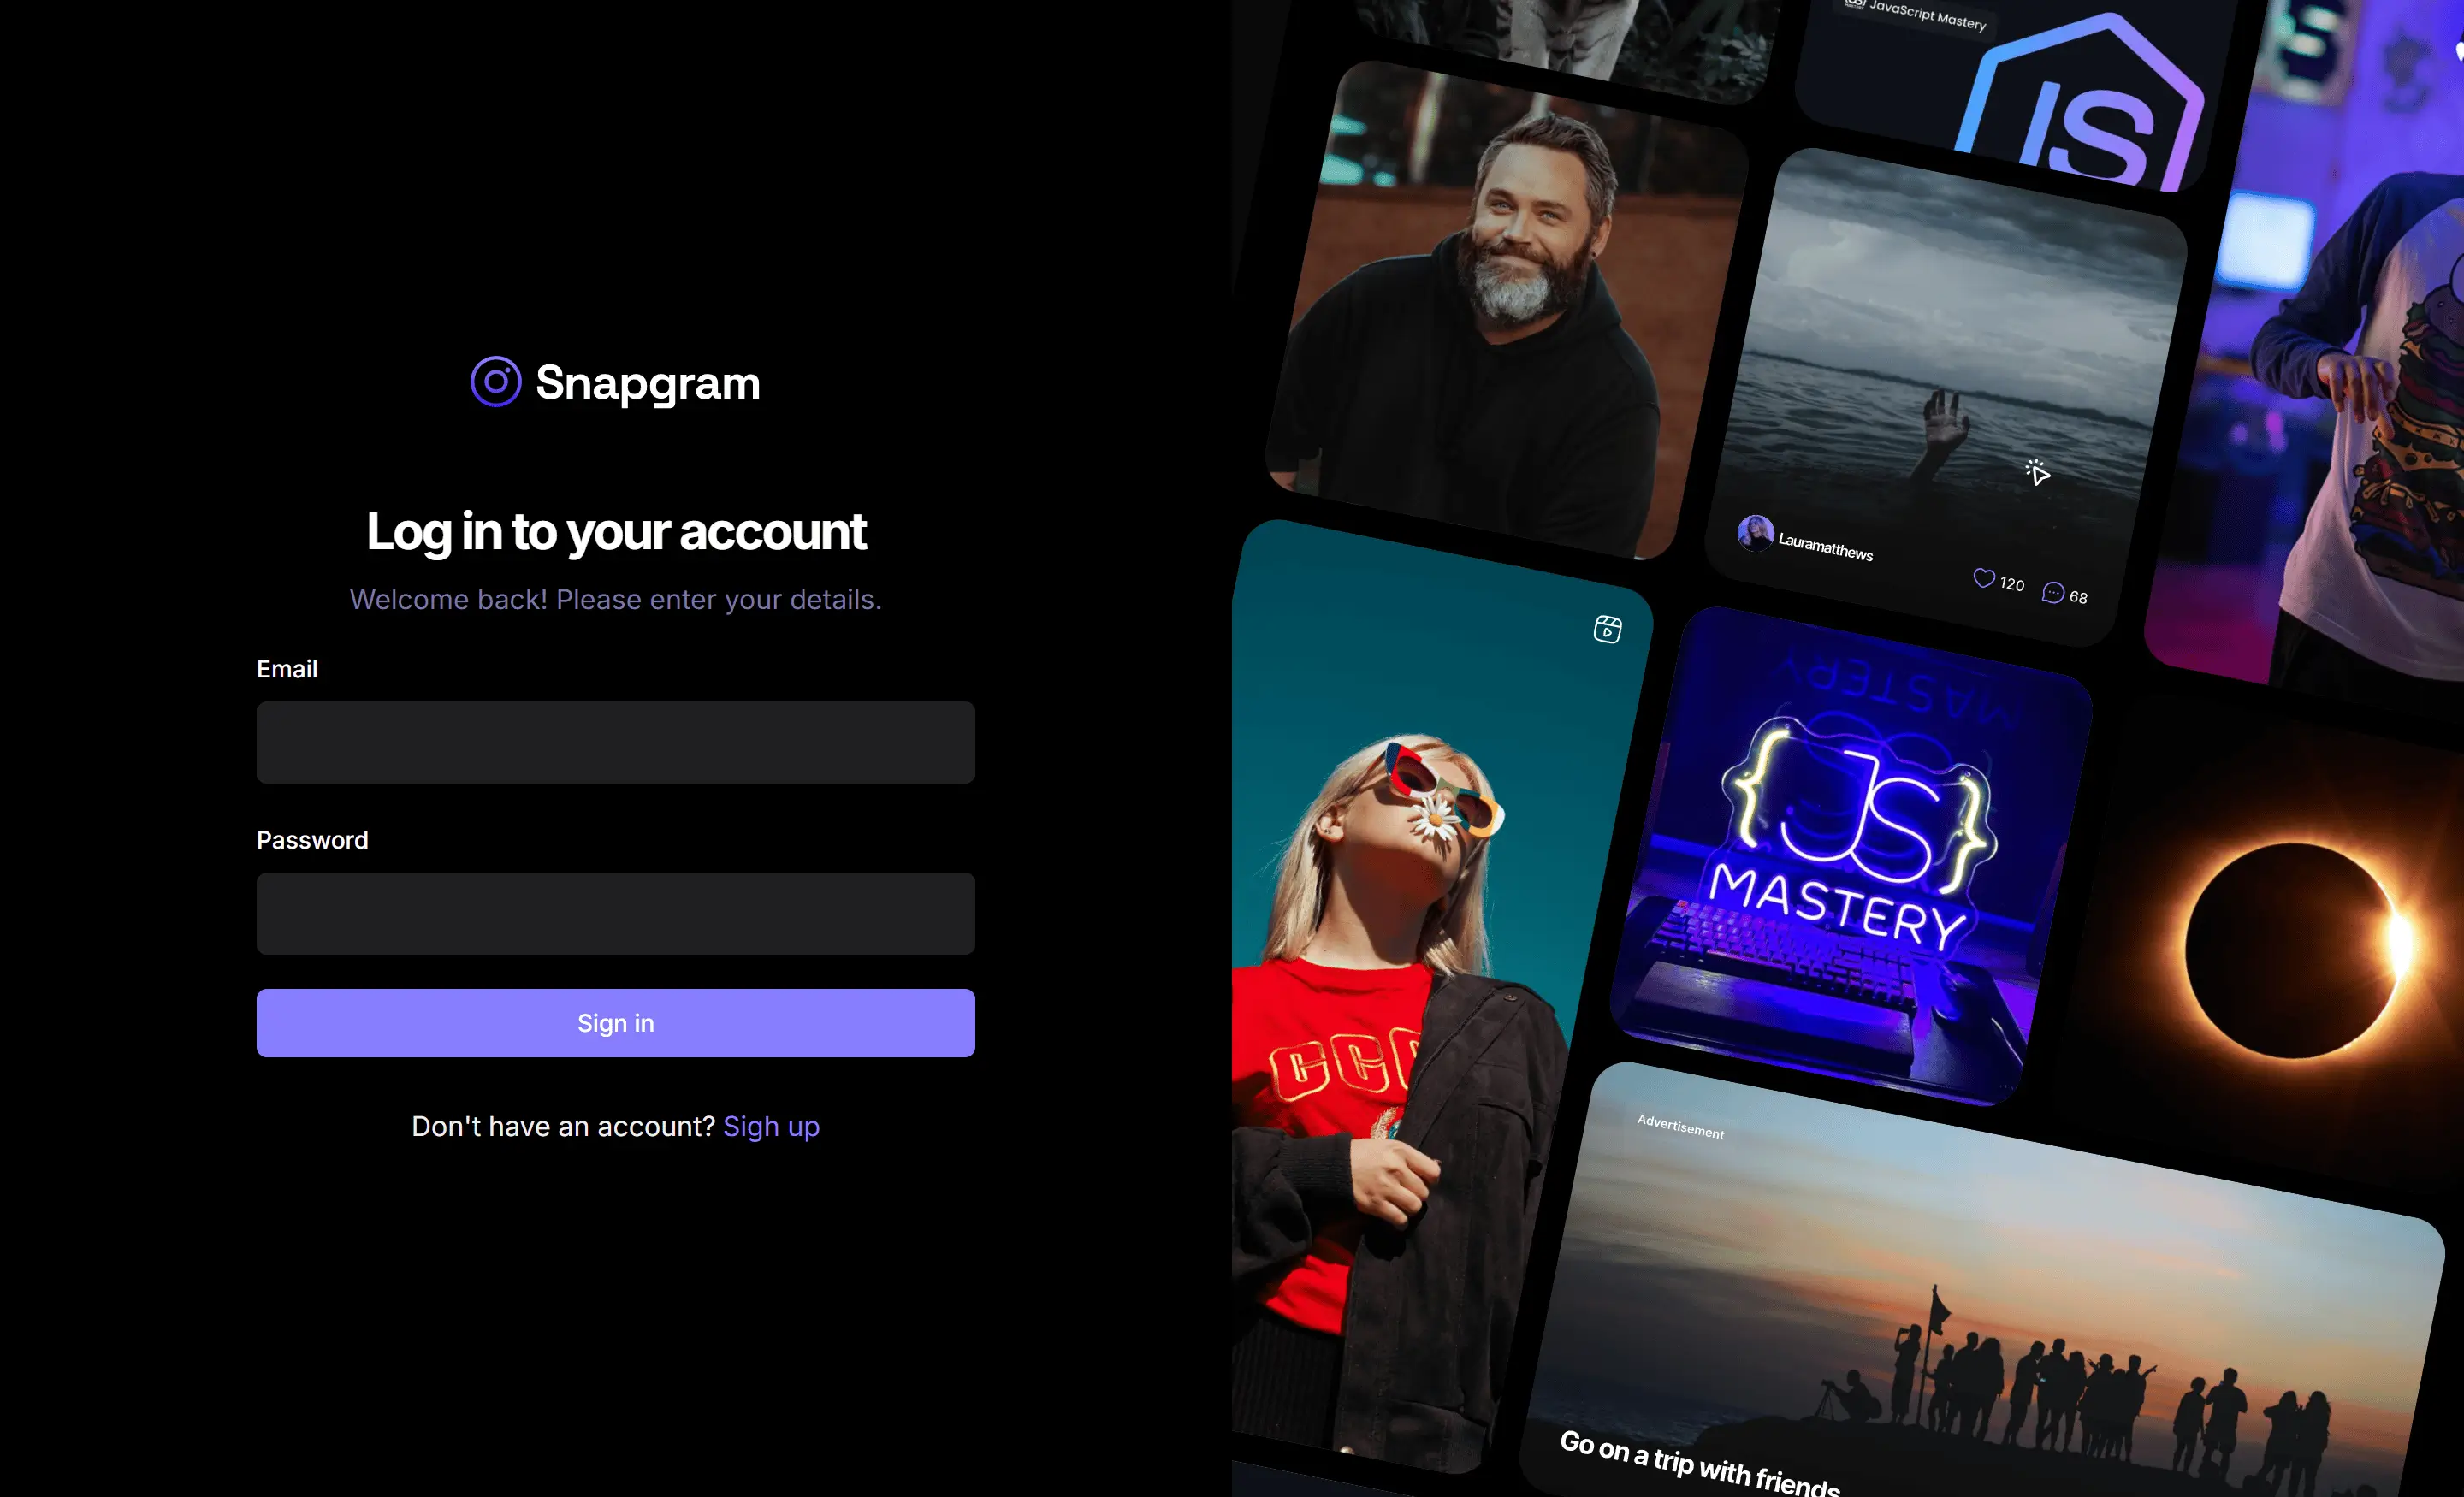 Snapgram
Log in to your account
Welcome back! Please enter your details.
Email
Password
Sign in
Don't have an account? Sigh up
JavaScript Mastery
JS
Lauramatthews
120
68
MASTERY
{JS}
MASTERY
CCC
Advertisement
Go on a trip with friends